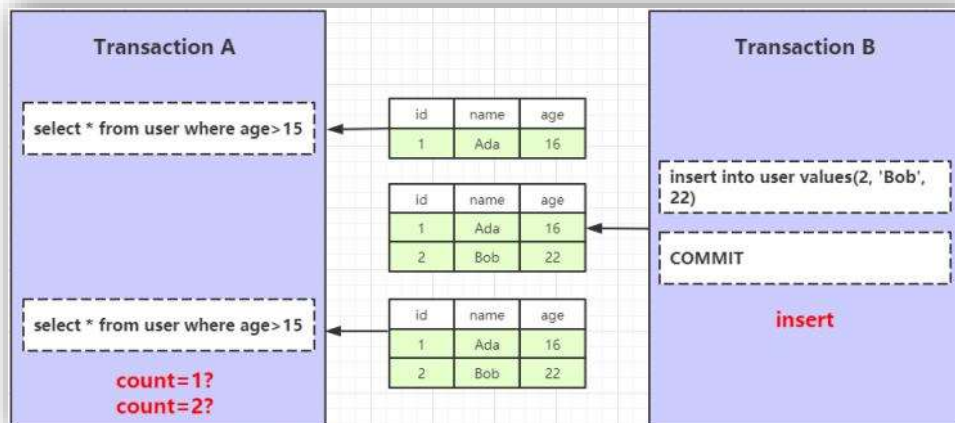 Transaction A
Transaction B
select * from user where age>15
id name age
1 Ada 16
insert into user values(2, 'Bob',
22)
id name age
1 Ada 16
2 Bob 22
COMMIT
select * from user where age>15
id name age
1 Ada 16
2 Bob 22
insert
count=1?
count=2?